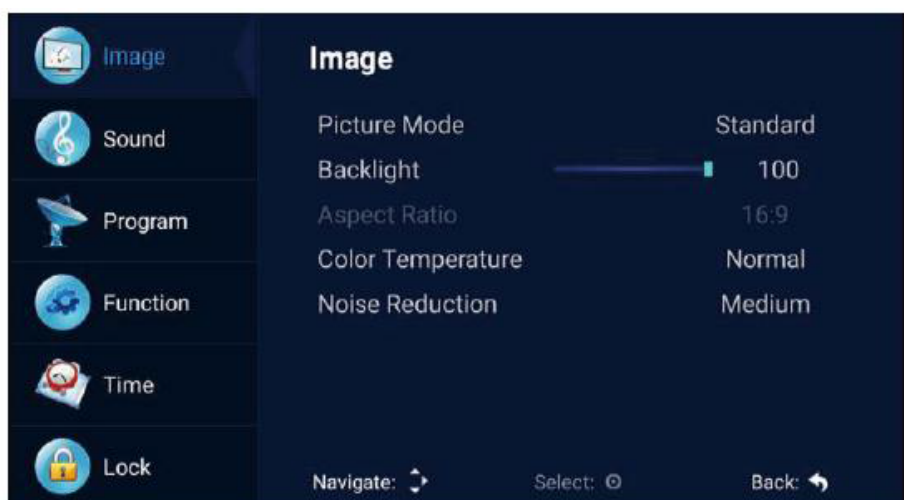 Image
Sound
Program
Function
Time
Lock
Image
Picture Mode Standard
Backlight 100
Aspect Ratio 16:9
Color Temperature Normal
Noise Reduction Medium
Navigate: Select: Back: